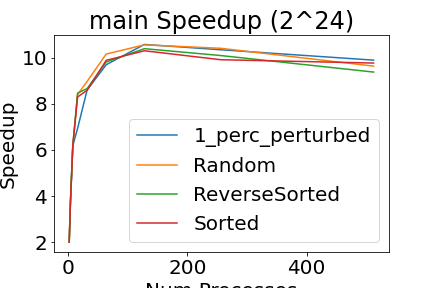 main Speedup (2^24)
10
8
6
4
2
Speedup
1_perc_perturbed
Random
ReverseSorted
Sorted
0 200 400
Num Processes